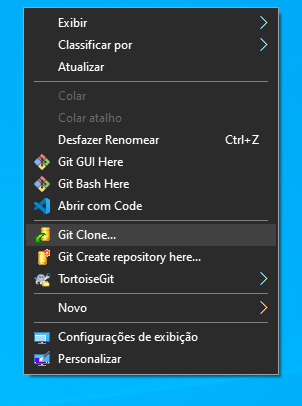 Exibir
Classificar por
Atualizar
Colar
Colar atalho
Desfazer Renomear Ctrl+Z
Git GUI Here
Git Bash Here
Abrir com Code
Git Clone...
Git Create repository here...
TortoiseGit
Novo
Configurações de exibição
Personalizar